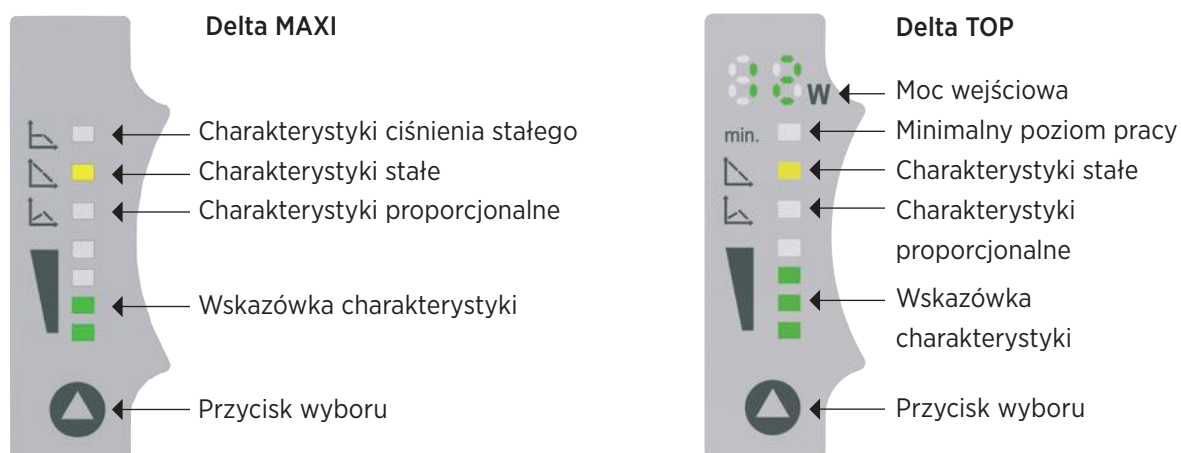 Delta MAXI
Charakterystyki ciśnienia stałego
Charakterystyki stałe
Charakterystyki proporcjonalne
Wskazówka charakterystyki
Przycisk wyboru
Delta TOP
12 W
Moc wejściowa
min.
Minimalny poziom pracy
Charakterystyki stałe
Charakterystyki
proporcjonalne
Wskazówka
charakterystyki
Przycisk wyboru